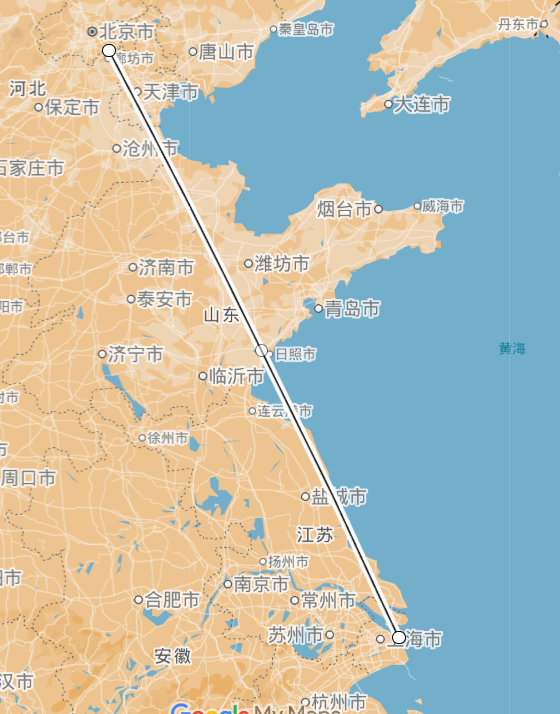 北京市
秦皇岛市
丹东市
唐山市
廊坊市
河北
天津市
保定市
大连市
沧州市
石家庄市
烟台市
威海市
济南市
潍坊市
泰安市
山东
青岛市
黄海
济宁市
日照市
临沂市
连云港市
徐州市
周口市
盐城市
江苏
扬州市
南京市
合肥市
常州市
苏州市
上海市
安徽
杭州市
Google My Maps